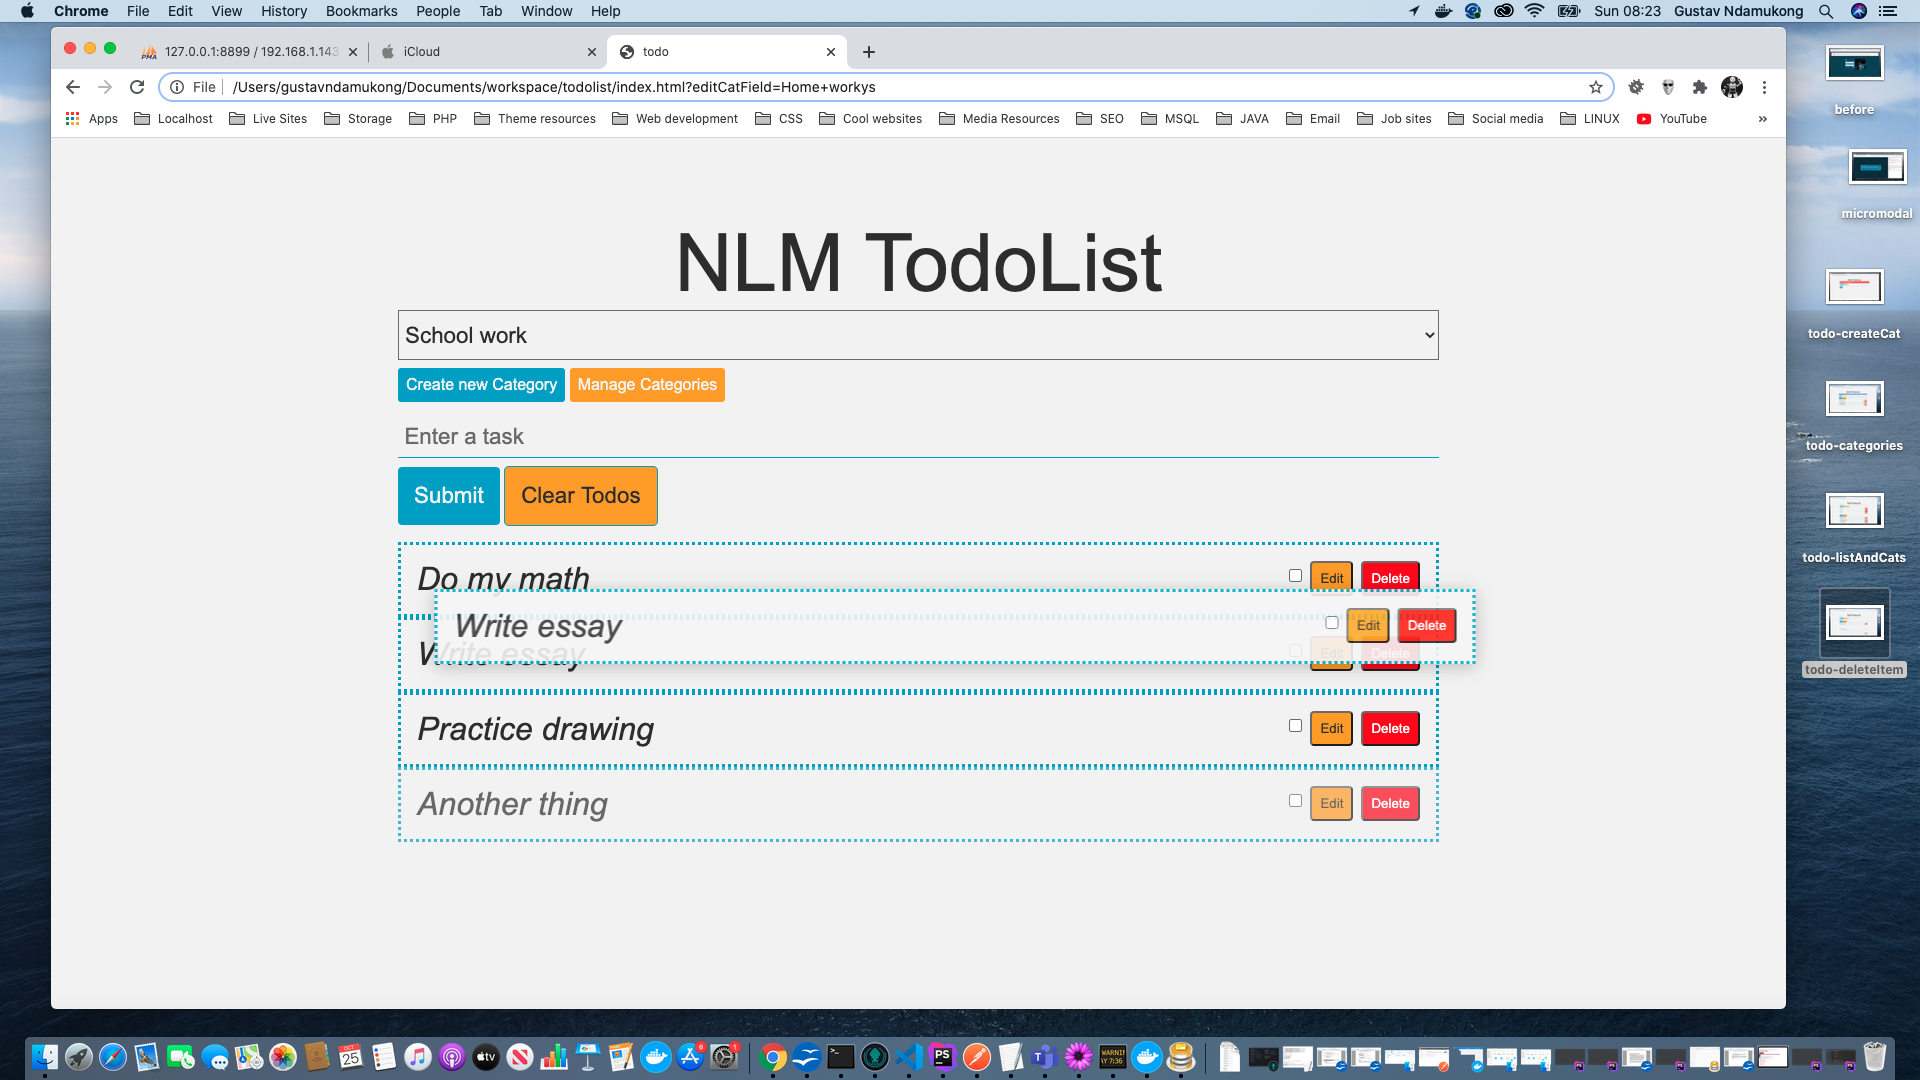 Chrome File Edit View History Bookmarks People Tab Window Help Sun 08:23 Gustav Ndamukong
127.0.0.1:8899 / 192.168.1.143 iCloud todo
File /Users/gustavndamukong/Documents/workspace/todolist/index.html?editCatField=Home+workys
Apps Localhost Live Sites Storage PHP Theme resources Web development CSS Cool websites Media Resources SEO MSQL JAVA Email Job sites Social media LINUX YouTube »
before
micromodal
todo-createCat
todo-categories
todo-listAndCats
todo-deleteItem
NLM TodoList
School work
Create new Category Manage Categories
Enter a task
Submit Clear Todos
Do my math Edit Delete
Write essay Edit Delete
Write essay Edit Delete
Practice drawing Edit Delete
Another thing Edit Delete
OCT
25
tv
PS